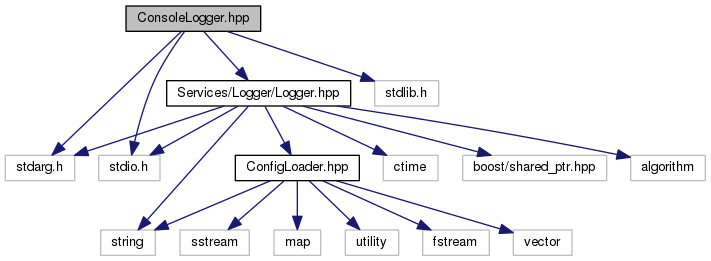 ConsoleLogger.hpp
Services/Logger/Logger.hpp
stdlib.h
stdarg.h
stdio.h
ConfigLoader.hpp
ctime
boost/shared_ptr.hpp
algorithm
string
sstream
map
utility
fstream
vector